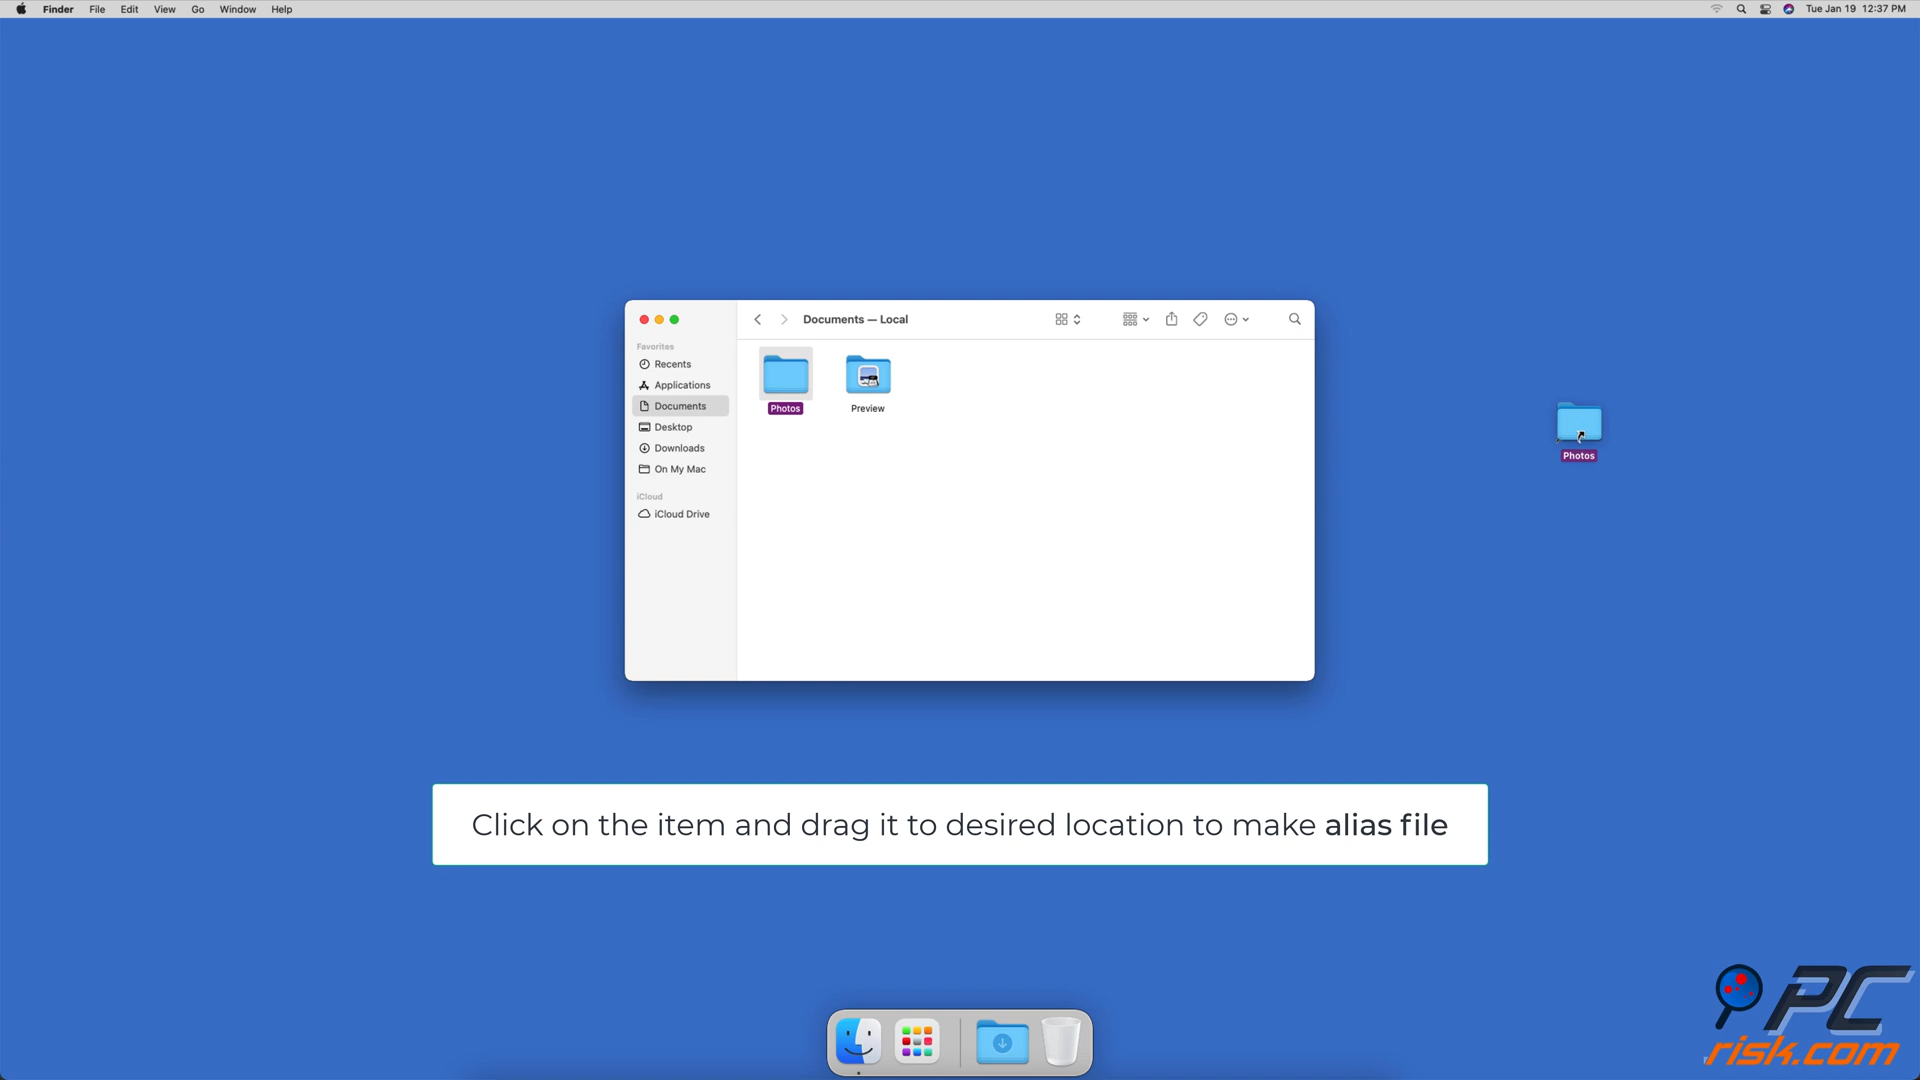 Finder File Edit View Go Window Help
Tue Jan 19 12:37 PM
Documents — Local
Favorites
Recents
Applications
Documents
Desktop
Downloads
On My Mac
iCloud
iCloud Drive
Photos
Preview
Photos
Click on the item and drag it to desired location to make alias file
PC
risk.com